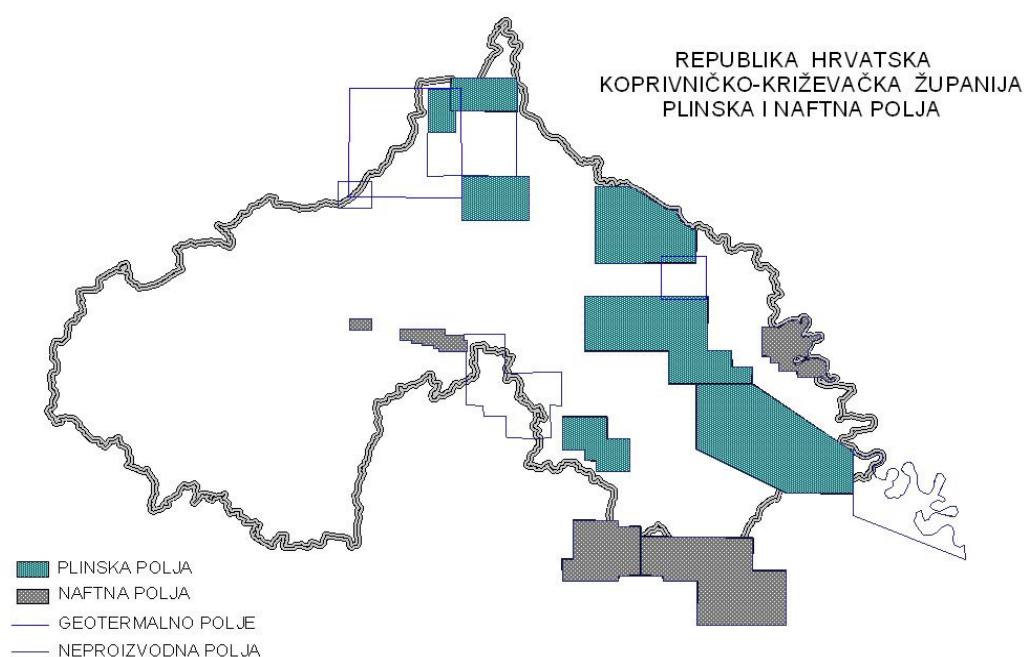 REPUBLIKA HRVATSKA
KOPRIVNIČKO-KRIŽEVAČKA ŽUPANIJA
PLINSKA I NAFTNA POLJA
PLINSKA POLJA
NAFTNA POLJA
GEOTERMALNO POLJE
NEPROIZVODNA POLJA